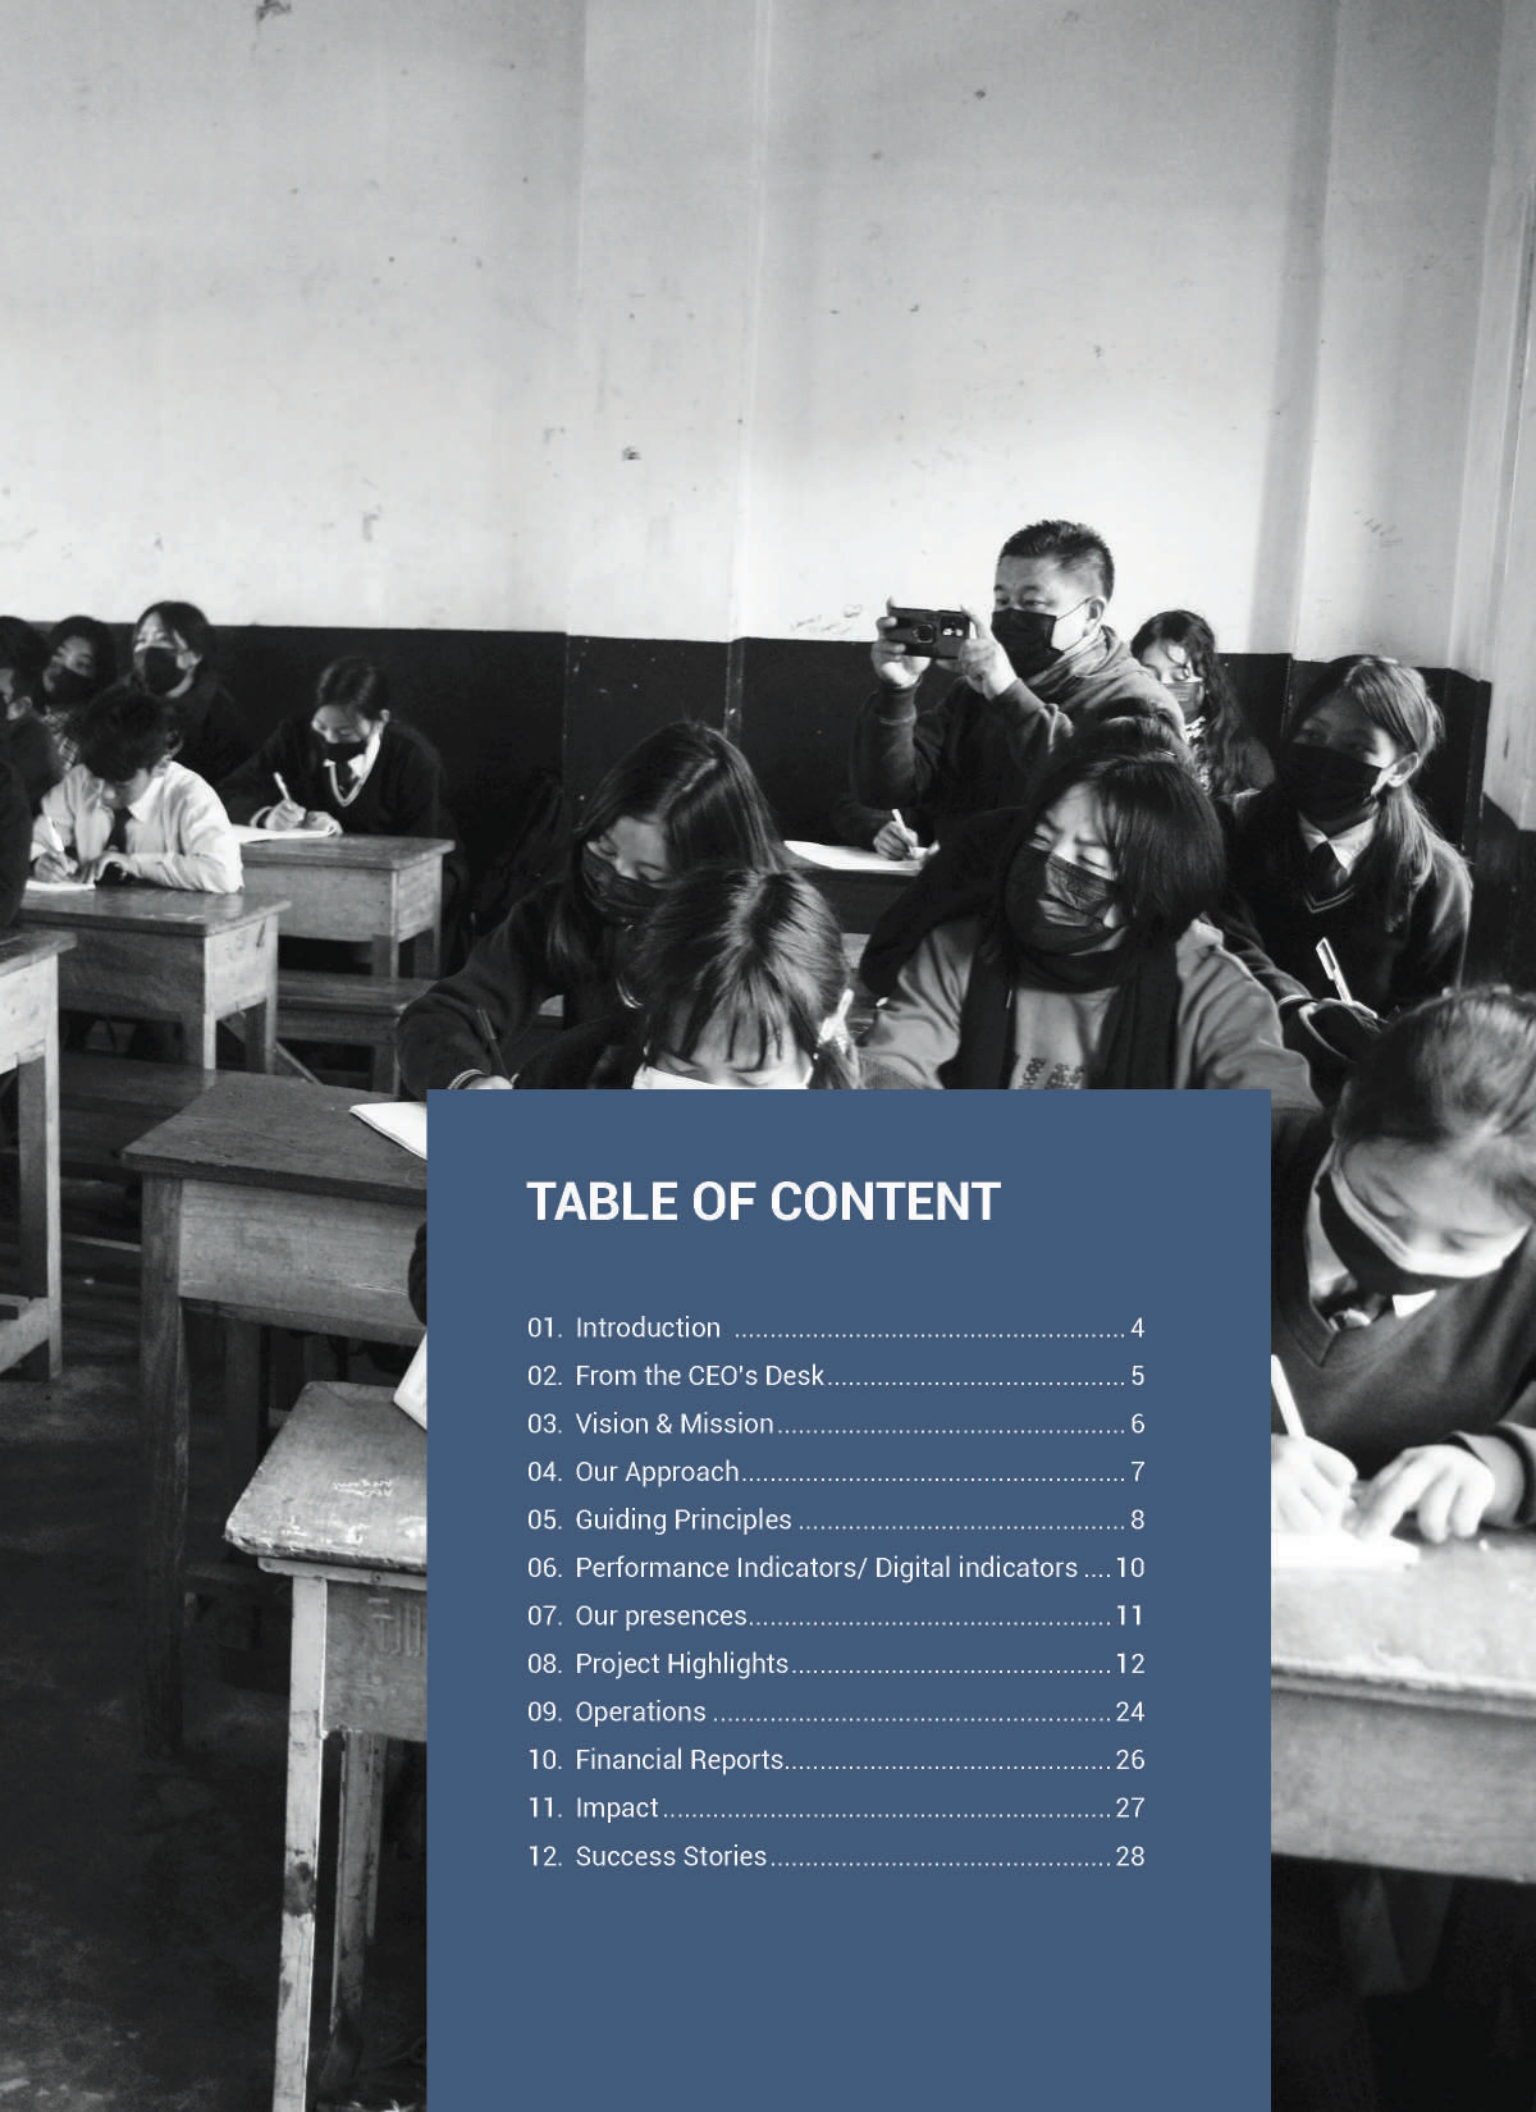 TABLE OF CONTENT
01. Introduction ........................................................ 4
02. From the CEO's Desk.......................................... 5
03. Vision & Mission................................................. 6
04. Our Approach...................................................... 7
05. Guiding Principles .............................................. 8
06. Performance Indicators/ Digital indicators ....10
07. Our presences...................................................11
08. Project Highlights.............................................12
09. Operations ........................................................24
10. Financial Reports..............................................26
11. Impact ...............................................................27
12. Success Stories................................................28